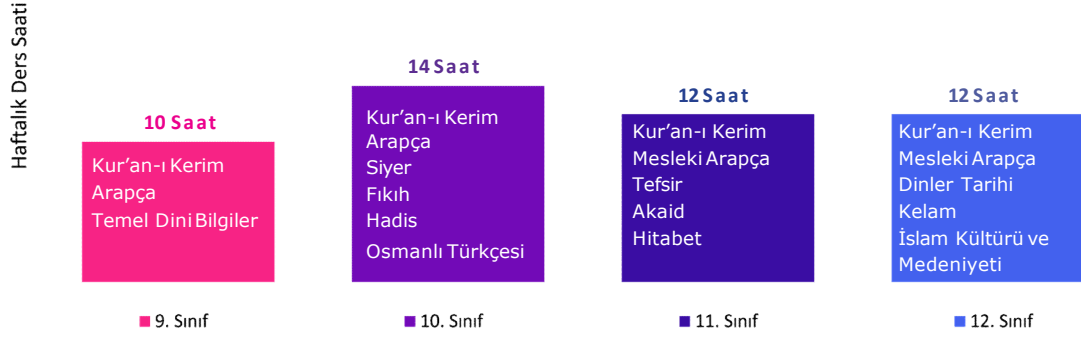 Haftalık Ders Saati
10 Saat
Kur’an-ı Kerim
Arapça
Temel Dini Bilgiler
9. Sınıf
14 Saat
Kur’an-ı Kerim
Arapça
Siyer
Fıkıh
Hadis
Osmanlı Türkçesi
10. Sınıf
12 Saat
Kur’an-ı Kerim
Mesleki Arapça
Tefsir
Akaid
Hitabet
11. Sınıf
12 Saat
Kur’an-ı Kerim
Mesleki Arapça
Dinler Tarihi
Kelam
İslam Kültürü ve
Medeniyeti
12. Sınıf